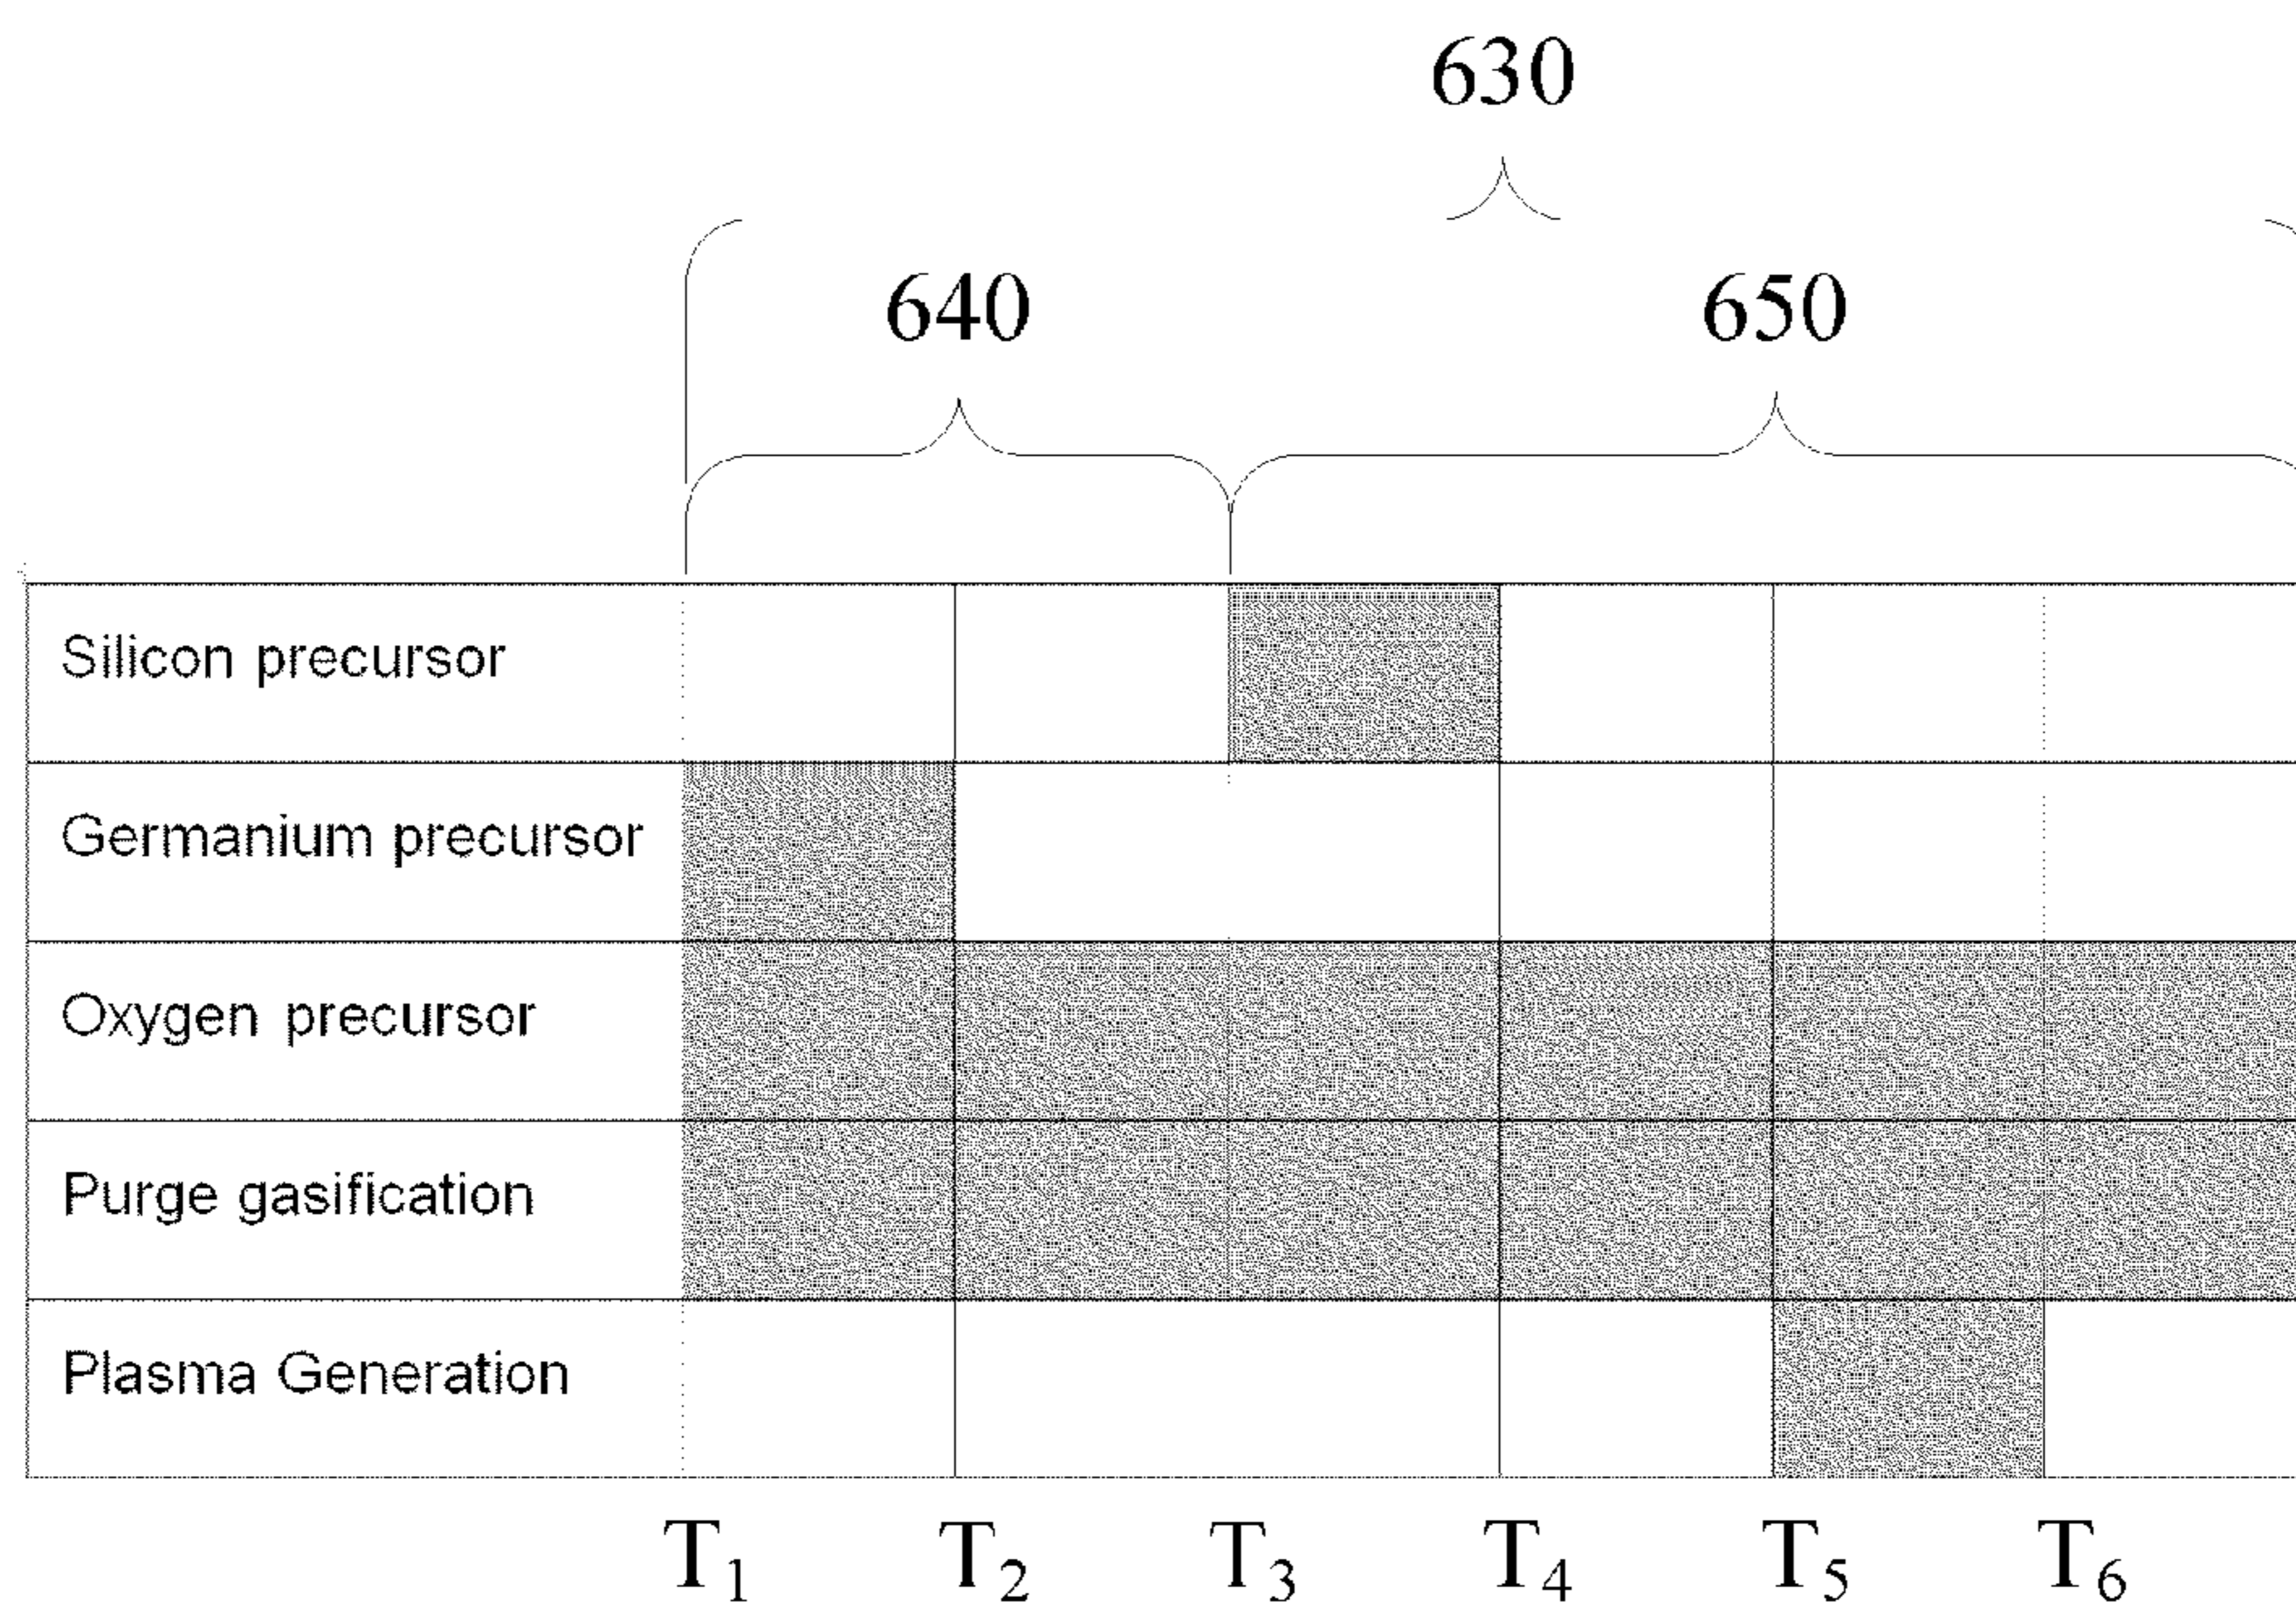 630
640 650
Silicon precursor
Germanium precursor
Oxygen precursor
Purge gasification
Plasma Generation
T1 T2 T3 T4 T5 T6